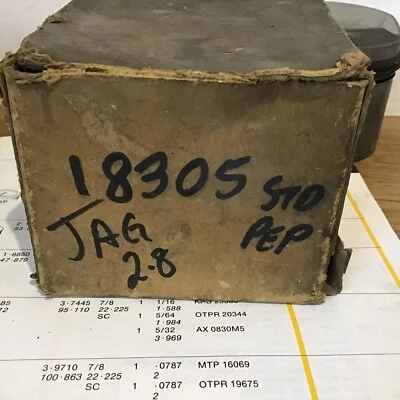 18305 STD
JAG PEP
2.8
3·7445 7/8 1 1/16
95·110 22·225 1·588
SC 1 5/64 OTPR 20344
1·984
1 5/32 AX 0830M5
3·969
3·9710 7/8 1 ·0787 MTP 16069
100·863 22·225 2
SC 1 ·0787 OTPR 19675
2